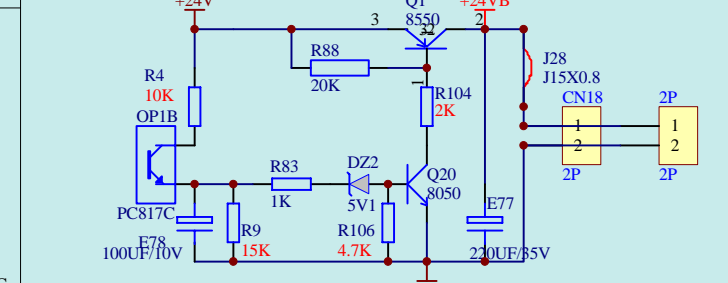 +24V
Q1
+24VB
3
8550
32
2
R88
20K
1
J28
J15X0.8
R4
10K
R104
2K
CN18
2P
OP1B
1
1
2
2
2P
2P
R83
DZ2
Q20
8050
1K
5V1
PC817C
E78
100UF/10V
R9
15K
R106
4.7K
E77
220UF/35V